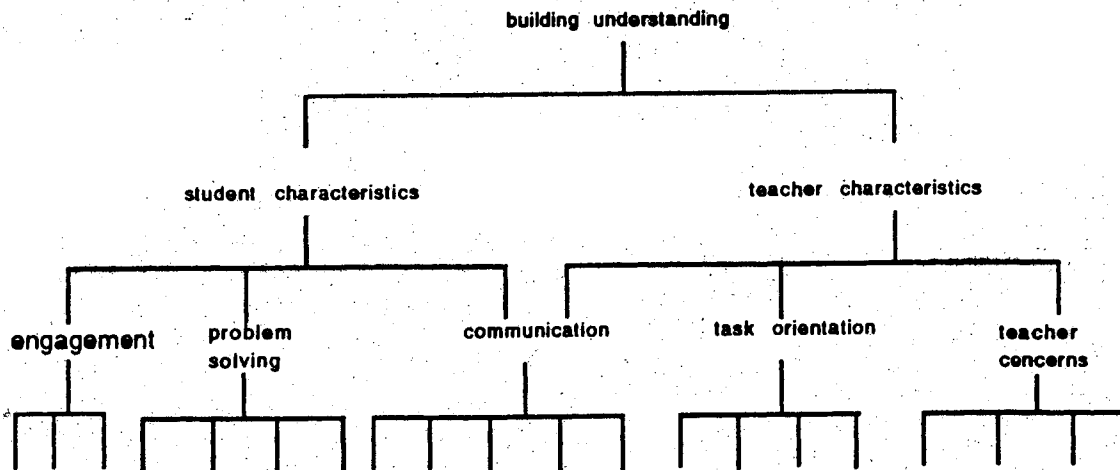 building understanding
student characteristics
teacher characteristics
engagement
problem
solving
communication
task orientation
teacher
concerns